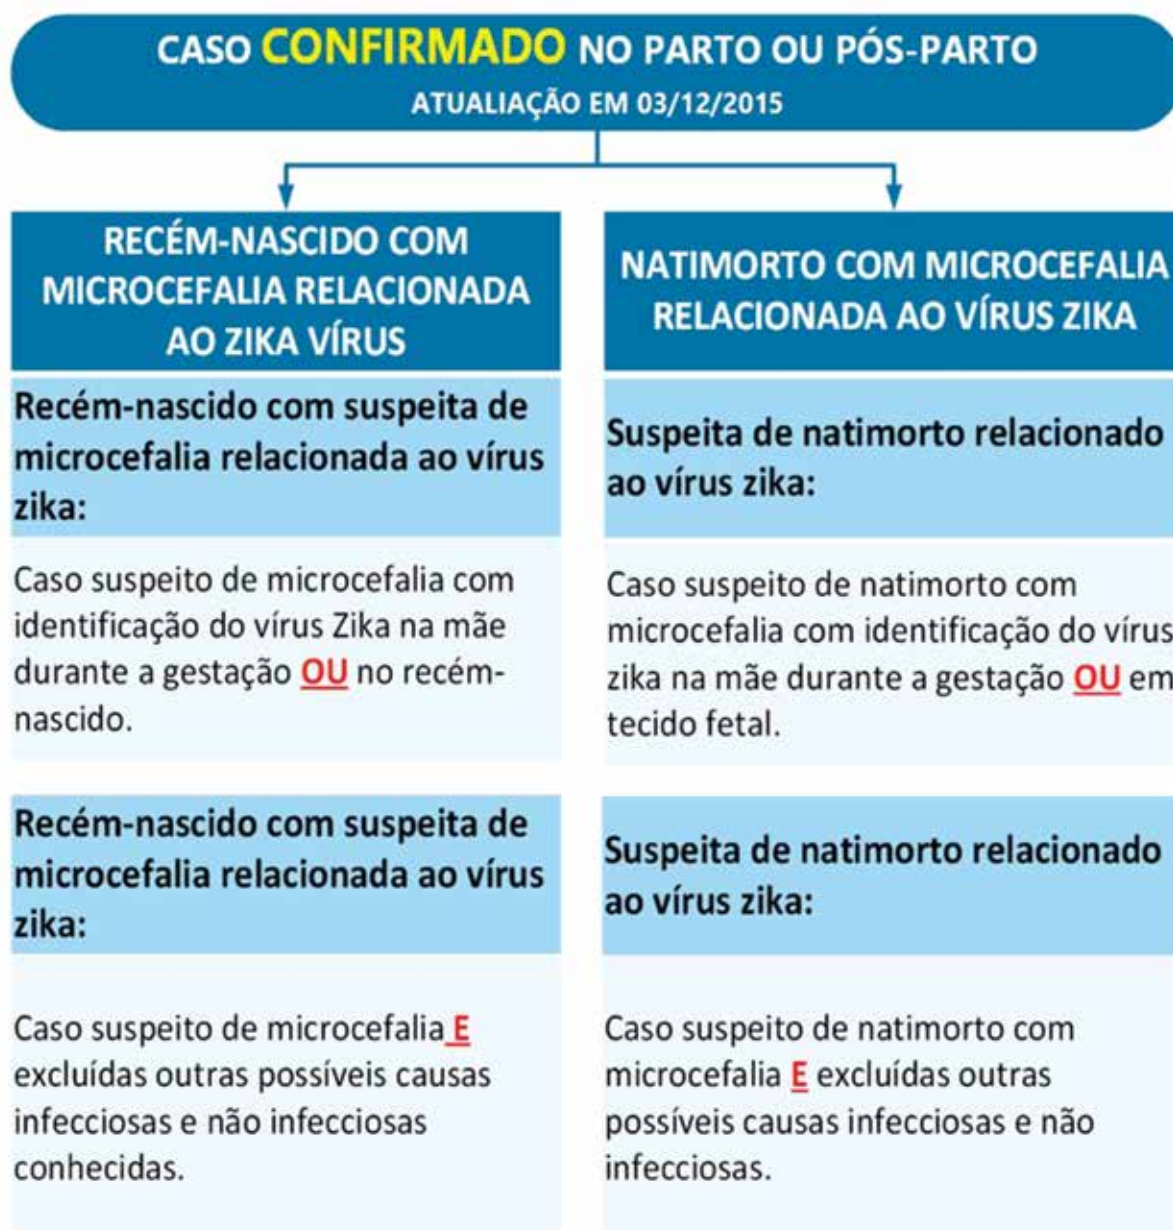 CASO CONFIRMADO NO PARTO OU PÓS-PARTO
ATUALIAÇÃO EM 03/12/2015
RECÉM-NASCIDO COM
MICROCEFALIA RELACIONADA
AO ZIKA VÍRUS
Recém-nascido com suspeita de
microcefalia relacionada ao vírus
zika:
Caso suspeito de microcefalia com
identificação do vírus Zika na mãe
durante a gestação OU no recém-
nascido.
Recém-nascido com suspeita de
microcefalia relacionada ao vírus
zika:
Caso suspeito de microcefalia E
excluídas outras possíveis causas
infecciosas e não infecciosas
conhecidas.
NATIMORTO COM MICROCEFALIA
RELACIONADA AO VÍRUS ZIKA
Suspeita de natimorto relacionado
ao vírus zika:
Caso suspeito de natimorto com
microcefalia com identificação do vírus
zika na mãe durante a gestação OU em
tecido fetal.
Suspeita de natimorto relacionado
ao vírus zika:
Caso suspeito de natimorto com
microcefalia E excluídas outras
possíveis causas infecciosas e não
infecciosas.